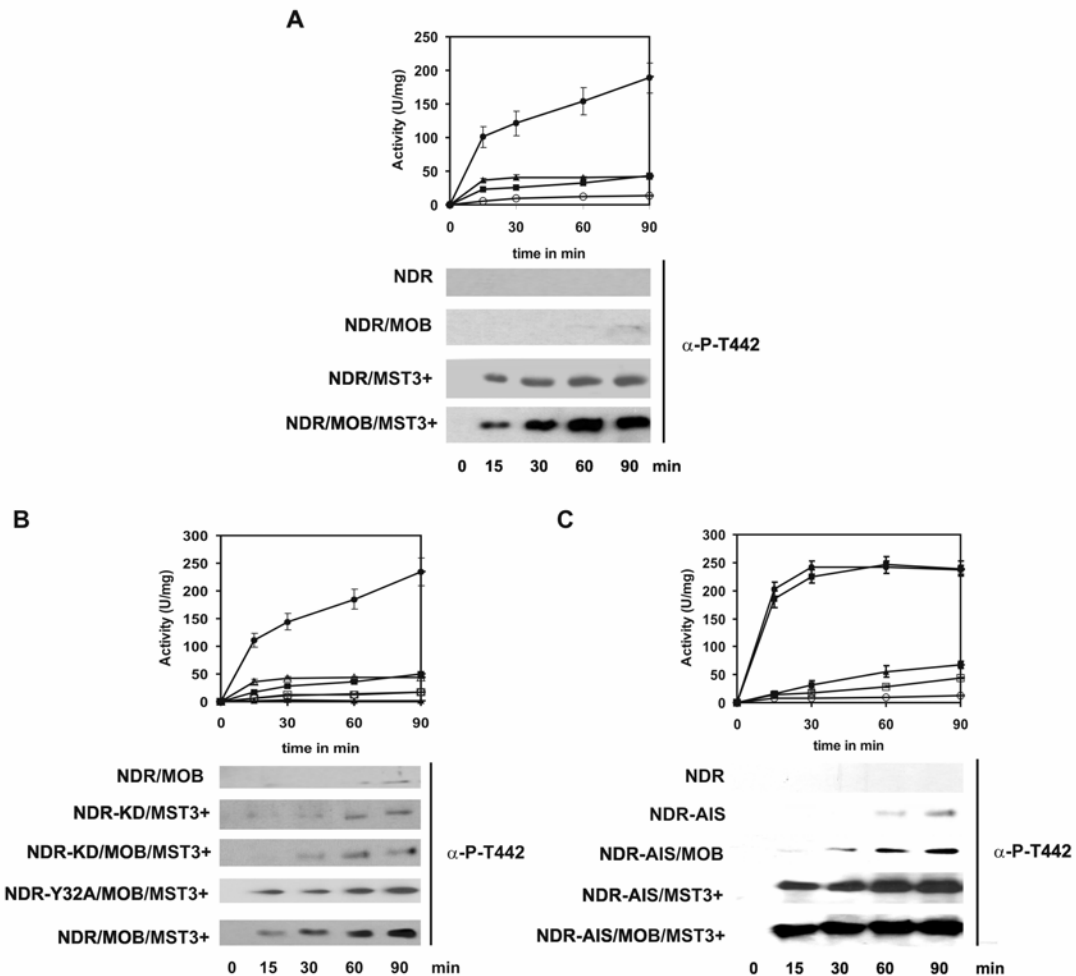 A
Activity (U/mg)
250
200
150
100
50
0
0 30 60 90
time in min
NDR
NDR/MOB
NDR/MST3+
NDR/MOB/MST3+
α-P-T442
0 15 30 60 90 min
B
Activity (U/mg)
300
250
200
150
100
50
0
0 30 60 90
time in min
NDR/MOB
NDR-KD/MST3+
NDR-KD/MOB/MST3+
NDR-Y32A/MOB/MST3+
NDR/MOB/MST3+
α-P-T442
0 15 30 60 90 min
C
Activity (U/mg)
300
250
200
150
100
50
0
0 30 60 90
time in min
NDR
NDR-AIS
NDR-AIS/MOB
NDR-AIS/MST3+
NDR-AIS/MOB/MST3+
α-P-T442
0 15 30 60 90 min